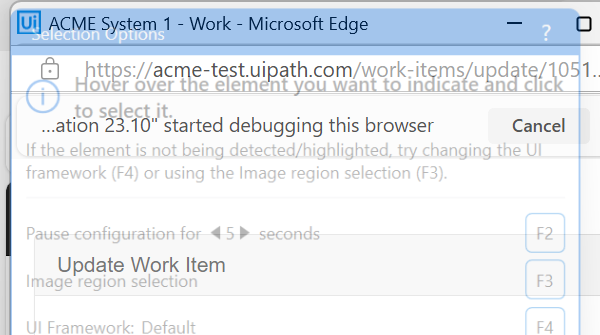 Ui ACME System 1 - Work - Microsoft Edge
Selection Options ?
https://acme-test.uipath.com/work-items/update/1051...
Hover over the element you want to indicate and click
to select it.
...ation 23.10" started debugging this browser Cancel
If the element is not being detected/highlighted, try changing the UI
framework (F4) or using the Image region selection (F3).
Pause configuration for 5 seconds F2
Update Work Item
Image region selection F3
UI Framework: Default F4